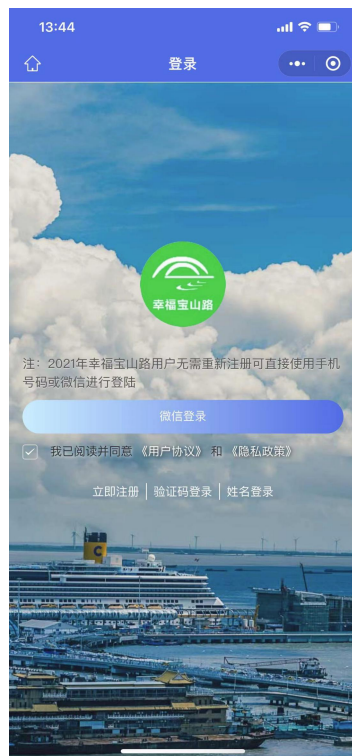 13:44
登录
幸福宝山路
注：2021年幸福宝山路用户无需重新注册可直接使用手机
号码或微信进行登陆
微信登录
我已阅读并同意 《用户协议》 和 《隐私政策》
立即注册 | 验证码登录 | 姓名登录
C